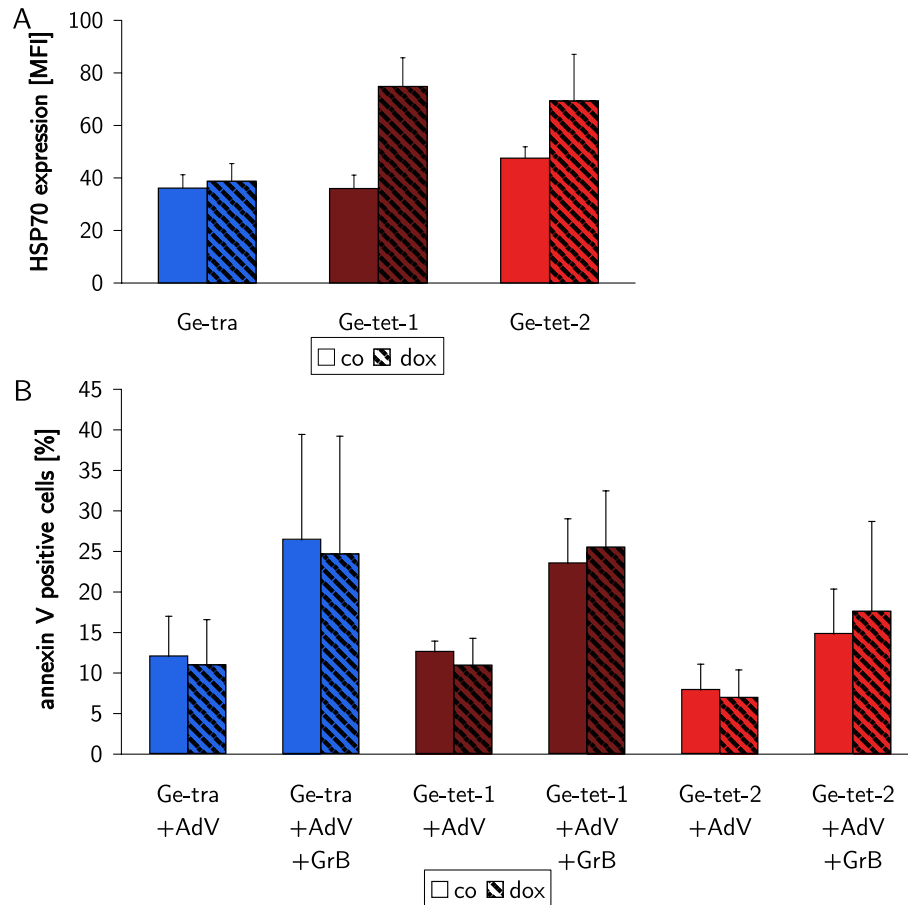 A
HSP70 expression [MFI]
100
80
60
40
20
0
Ge-tra Ge-tet-1 Ge-tet-2
co dox
B
annexin V positive cells [%]
45
40
35
30
25
20
15
10
5
0
Ge-tra Ge-tra Ge-tet-1 Ge-tet-1 Ge-tet-2 Ge-tet-2
+AdV +AdV +AdV +AdV +AdV +AdV
+GrB +GrB +GrB
co dox